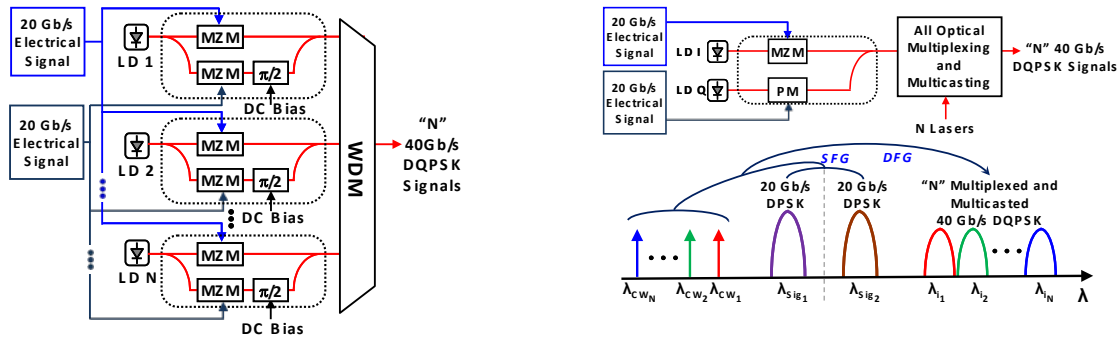 20 Gb/s
Electrical
Signal
20 Gb/s
Electrical
Signal
LD 1
MZM
MZM
π/2
DC Bias
LD 2
MZM
MZM
π/2
DC Bias
LD N
MZM
MZM
π/2
DC Bias
WDM
“N”
40Gb/s
DQPSK
Signals
20 Gb/s
Electrical
Signal
20 Gb/s
Electrical
Signal
LD I
MZM
LD Q
PM
All Optical
Multiplexing
and
Multicasting
N Lasers
“N” 40 Gb/s
DQPSK Signals
SFG DFG
20 Gb/s
DPSK
20 Gb/s
DPSK
“N” Multiplexed and
Multicasted
40 Gb/s DQPSK
λCWN λCW2 λCW1 λSig1 λSig2 λi1 λi2 λiN λ